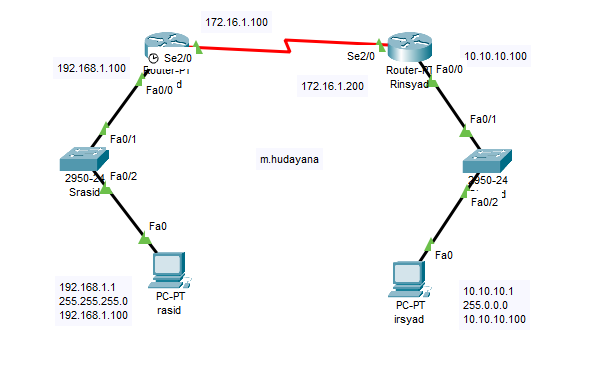 172.16.1.100
Se2/0
Router-PT
192.168.1.100
Fa0/0
Se2/0
Router-PT
Rinsyad
10.10.10.100
Fa0/0
172.16.1.200
Fa0/1
Fa0/1
m.hudayana
2950-24
Fa0/2
Srasid
2950-24
Fa0/2
Fa0
Fa0
192.168.1.1
255.255.255.0
192.168.1.100
PC-PT
rasid
PC-PT
irsyad
10.10.10.1
255.0.0.0
10.10.10.100